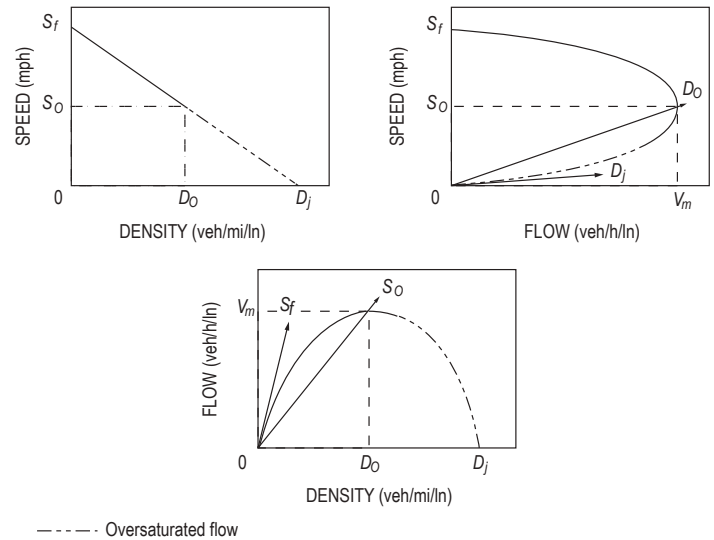 S_f
S_O
SPEED (mph)
0
D_O
D_j
DENSITY (veh/mi/ln)
S_f
S_O
SPEED (mph)
D_O
D_j
0
V_m
FLOW (veh/h/ln)
V_m
S_f
S_O
FLOW (veh/h/ln)
0
D_O
D_j
DENSITY (veh/mi/ln)
Oversaturated flow